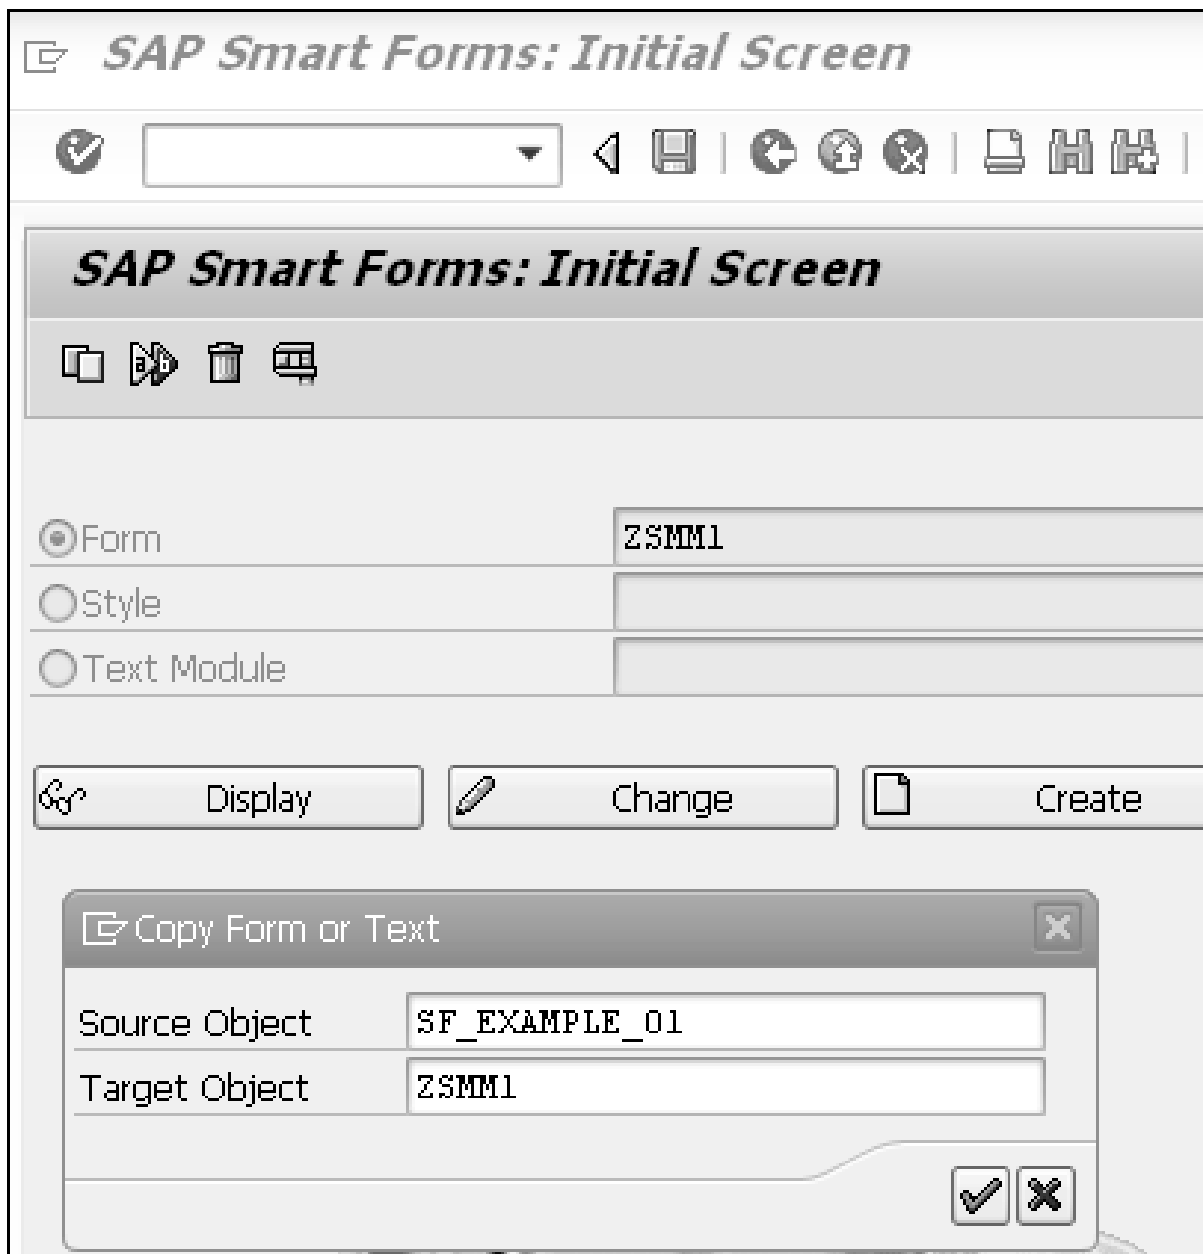 SAP Smart Forms: Initial Screen
SAP Smart Forms: Initial Screen
Form ZSMM1
Style
Text Module
Display Change Create
Copy Form or Text
Source Object SF_EXAMPLE_01
Target Object ZSMM1